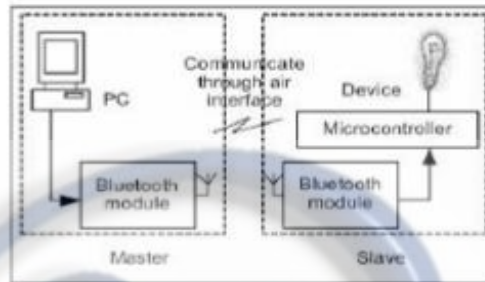 Communicate
through air
interface
PC
Device
Microcontroller
Bluetooth
module
Bluetooth
module
Master
Slave